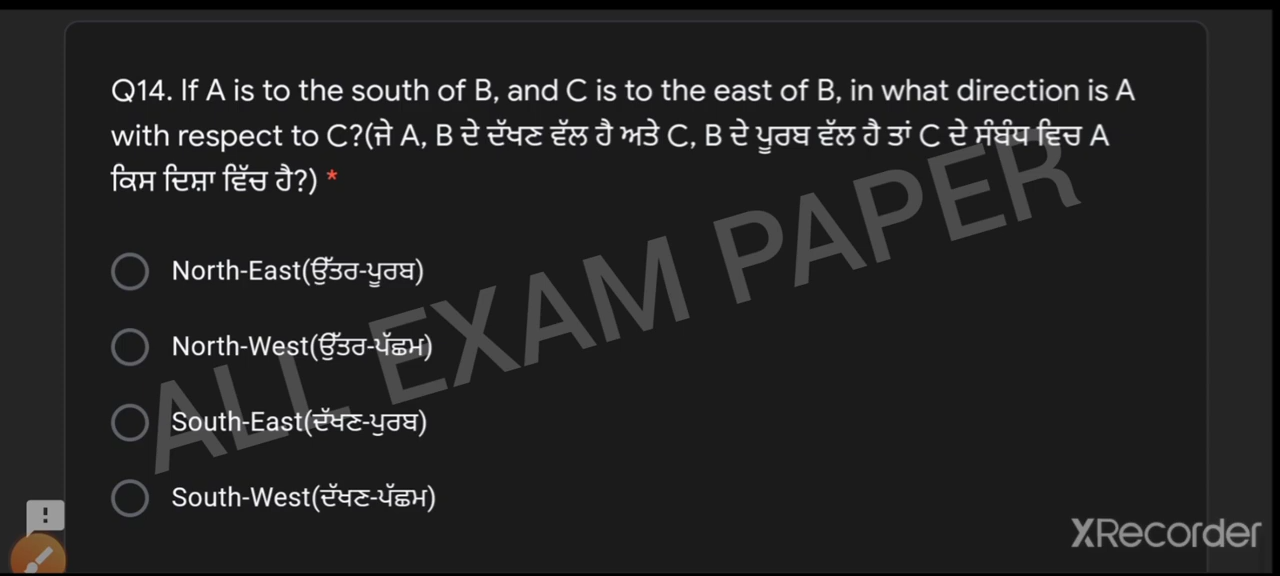 Q14. If A is to the south of B, and C is to the east of B, in what direction is A
with respect to C?(ਜੇ A, B ਦੇ ਦੱਖਣ ਵੱਲ ਹੈ ਅਤੇ C, B ਦੇ ਪੂਰਬ ਵੱਲ ਹੈ ਤਾਂ C ਦੇ ਸੰਬੰਧ ਵਿਚ A
ਕਿਸ ਦਿਸ਼ਾ ਵਿੱਚ ਹੈ?) *
North-East(ਉੱਤਰ-ਪੂਰਬ)
North-West(ਉੱਤਰ-ਪੱਛਮ)
South-East(ਦੱਖਣ-ਪੁਰਬ)
South-West(ਦੱਖਣ-ਪੱਛਮ)
ALL EXAM PAPER
XRecorder